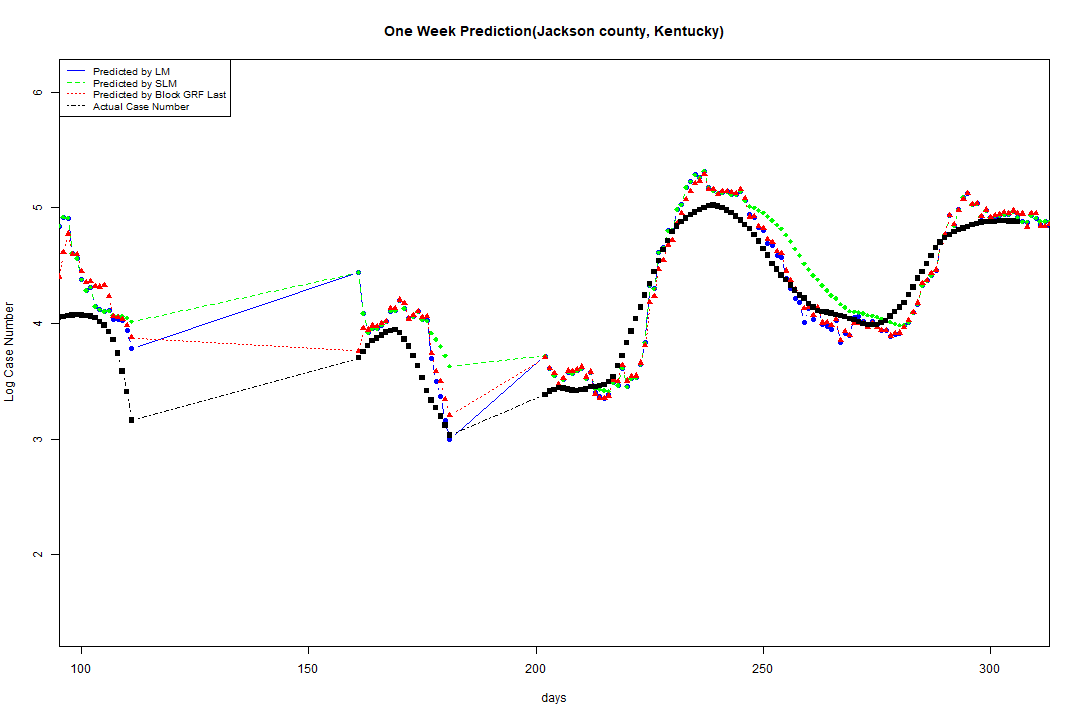 One Week Prediction(Jackson county, Kentucky)
Predicted by LM
Predicted by SLM
Predicted by Block GRF Last
Actual Case Number
6
5
4
3
2
Log Case Number
100 150 200 250 300
days